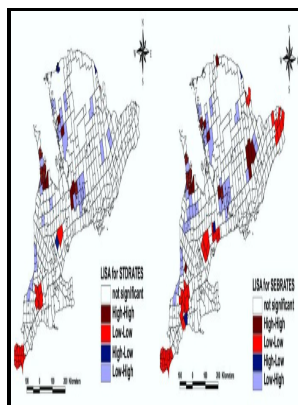 LISA for STDRATES
not significant
High-High
Low-Low
High-Low
Low-High
LISA for SEBRATES
not significant
High-High
Low-Low
High-Low
Low-High